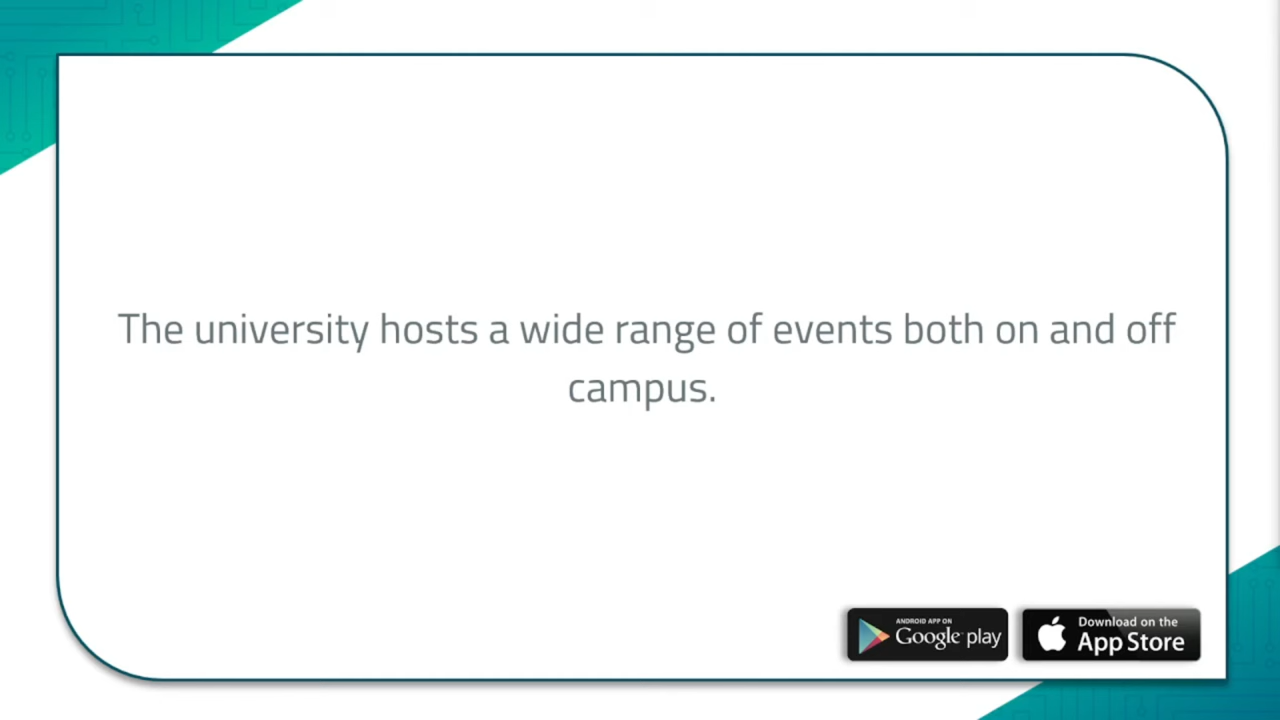 The university hosts a wide range of events both on and off
campus.
ANDROID APP ON
Google play
Download on the
App Store